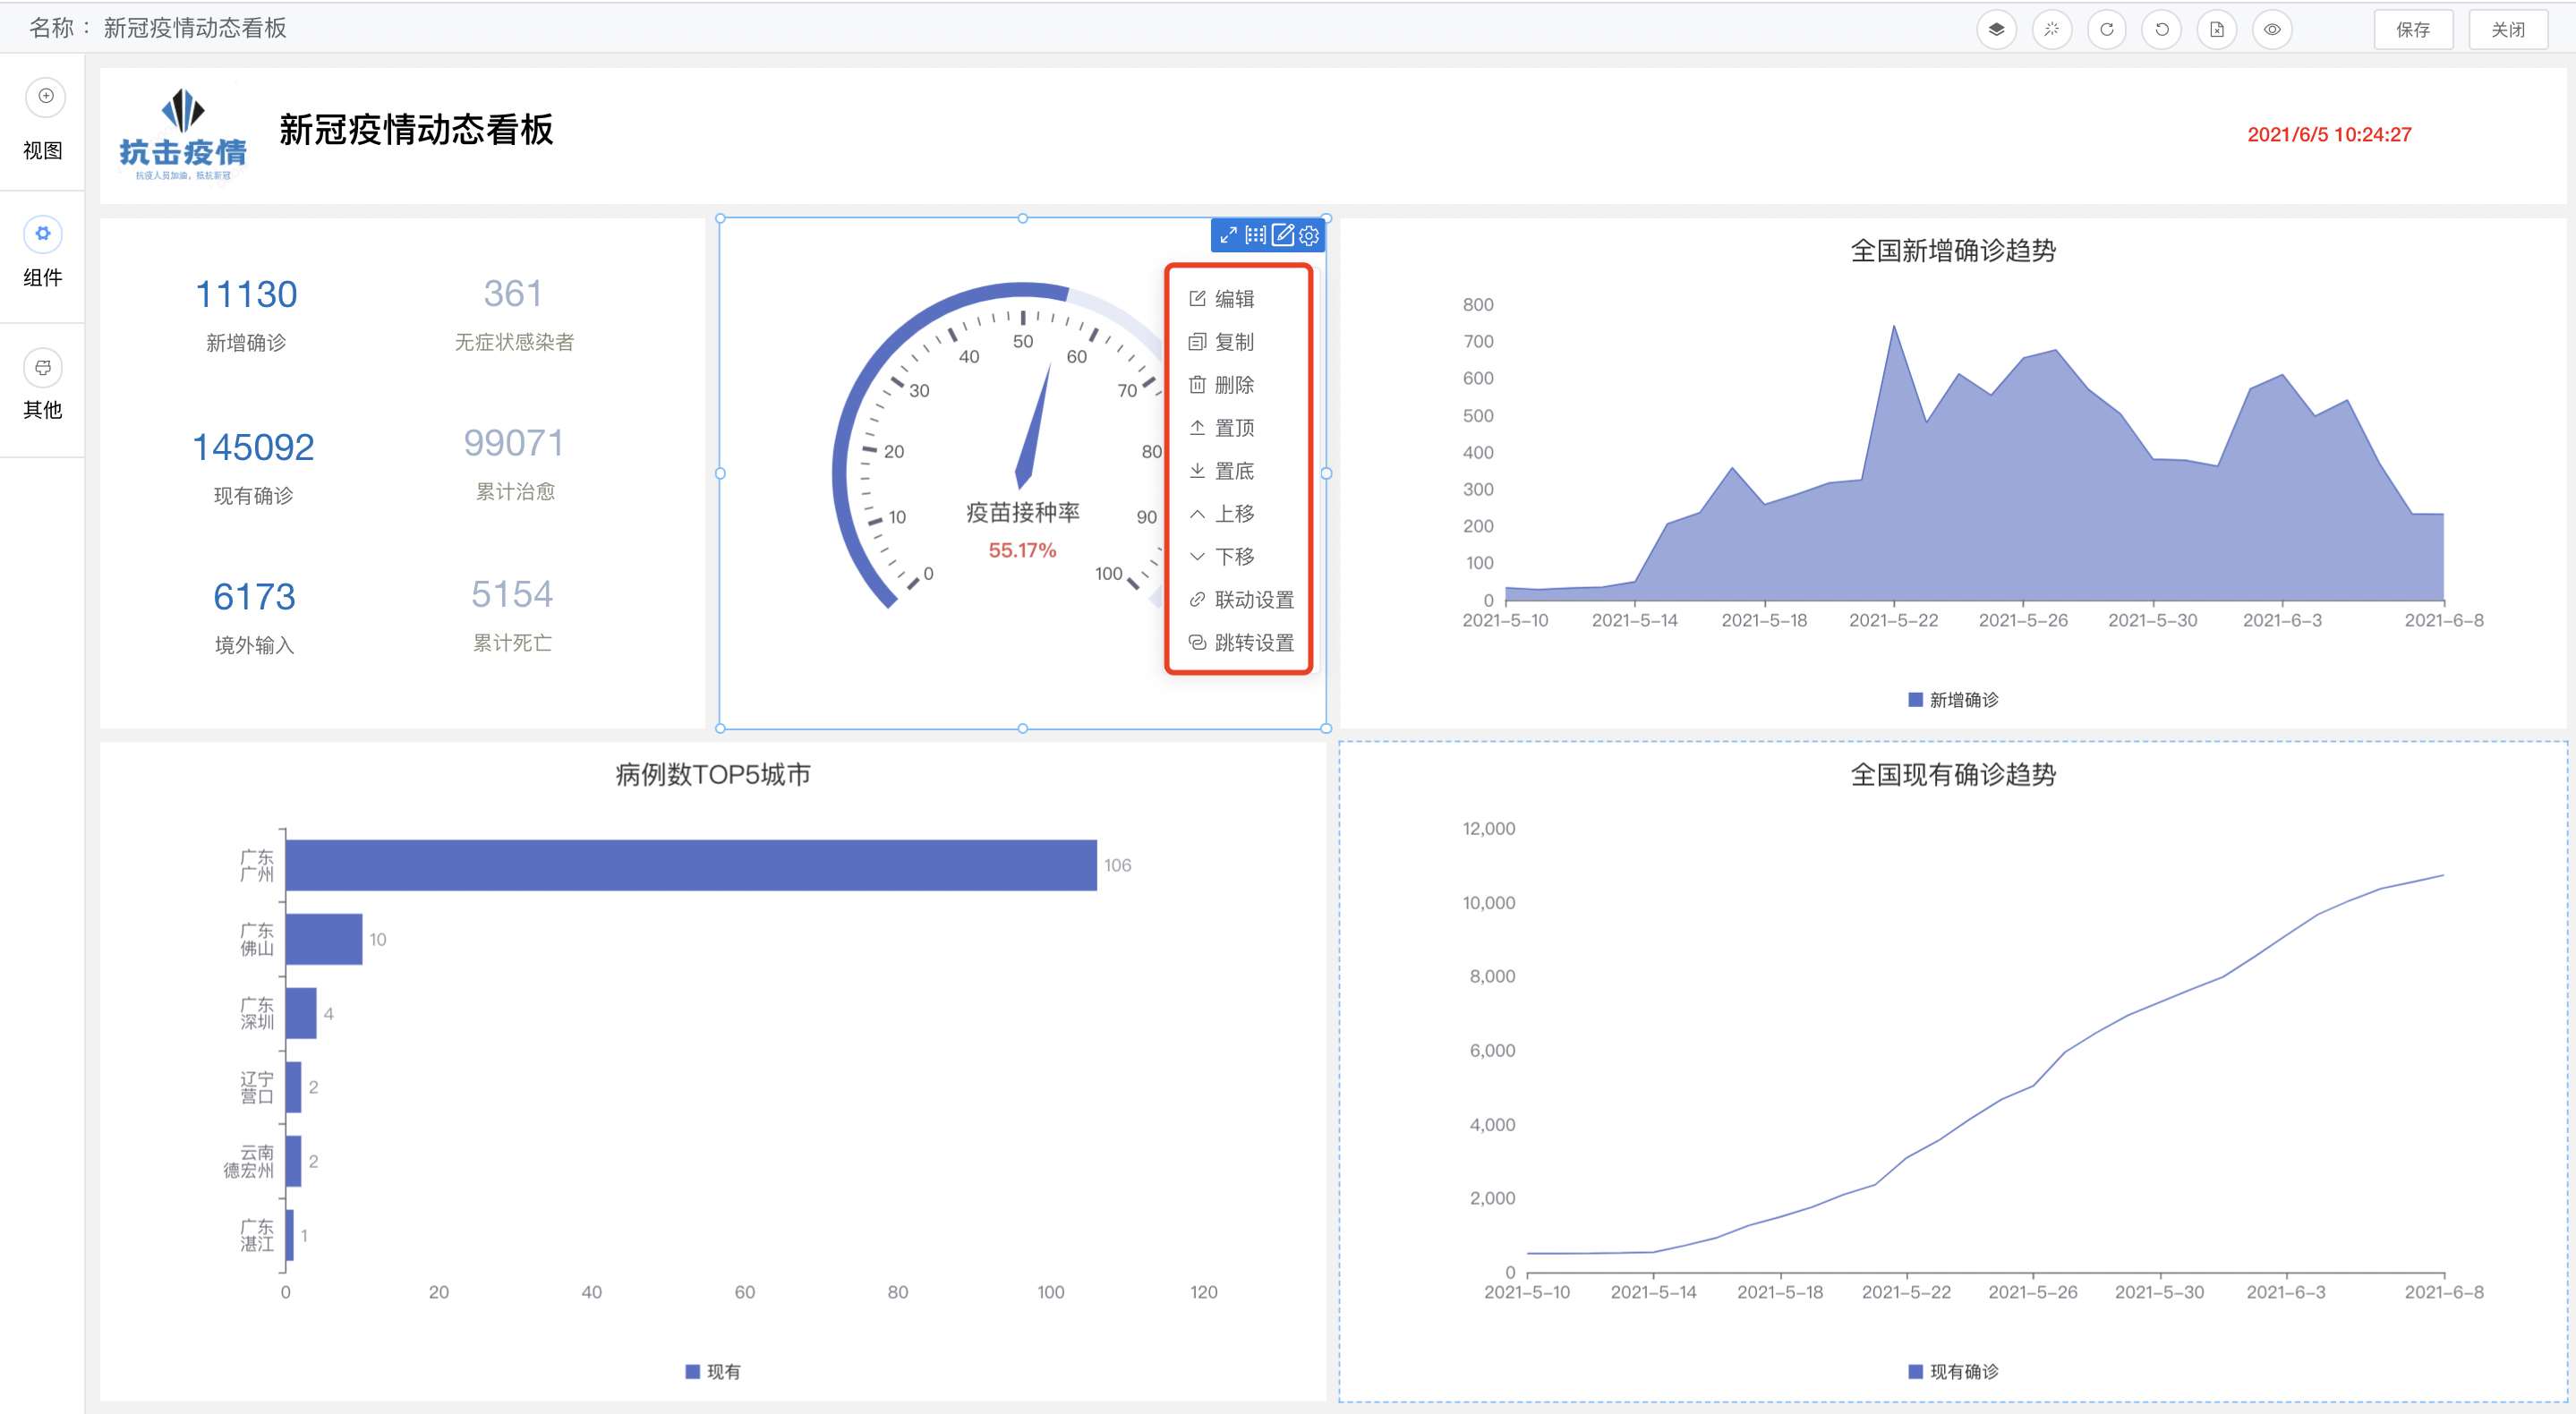 名称： 新冠疫情动态看板
保存
关闭
视图
组件
其他
抗击疫情
抗疫人员加油，抵抗新冠
新冠疫情动态看板
2021/6/5 10:24:27
11130
新增确诊
361
无症状感染者
145092
现有确诊
99071
累计治愈
6173
境外输入
5154
累计死亡
0
10
20
30
40
50
60
70
80
90
100
疫苗接种率
55.17%
编辑
复制
删除
置顶
置底
上移
下移
联动设置
跳转设置
全国新增确诊趋势
800
700
600
500
400
300
200
100
0
2021-5-10
2021-5-14
2021-5-18
2021-5-22
2021-5-26
2021-5-30
2021-6-3
2021-6-8
新增确诊
病例数TOP5城市
广东
广州
106
广东
佛山
10
广东
深圳
4
辽宁
营口
2
云南
德宏州
2
广东
湛江
1
0
20
40
60
80
100
120
现有
全国现有确诊趋势
12,000
10,000
8,000
6,000
4,000
2,000
0
2021-5-10
2021-5-14
2021-5-18
2021-5-22
2021-5-26
2021-5-30
2021-6-3
2021-6-8
现有确诊